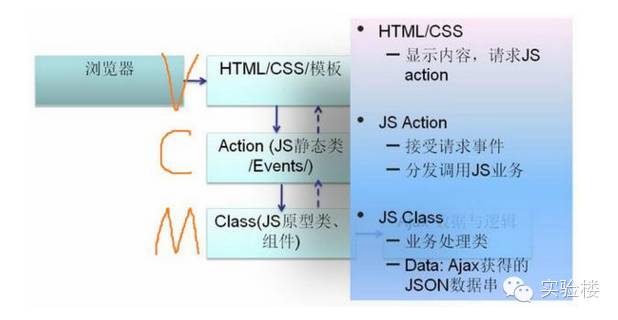 浏览器
V
HTML/CSS/模板
C
Action (JS静态类
/Events/)
M
Class(JS原型类、
组件)
Ajax 数据与逻辑
• HTML/CSS
– 显示内容，请求JS
action
• JS Action
– 接受请求事件
– 分发调用JS业务
• JS Class
– 业务处理类
– Data: Ajax获得的
JSON数据串
实验楼